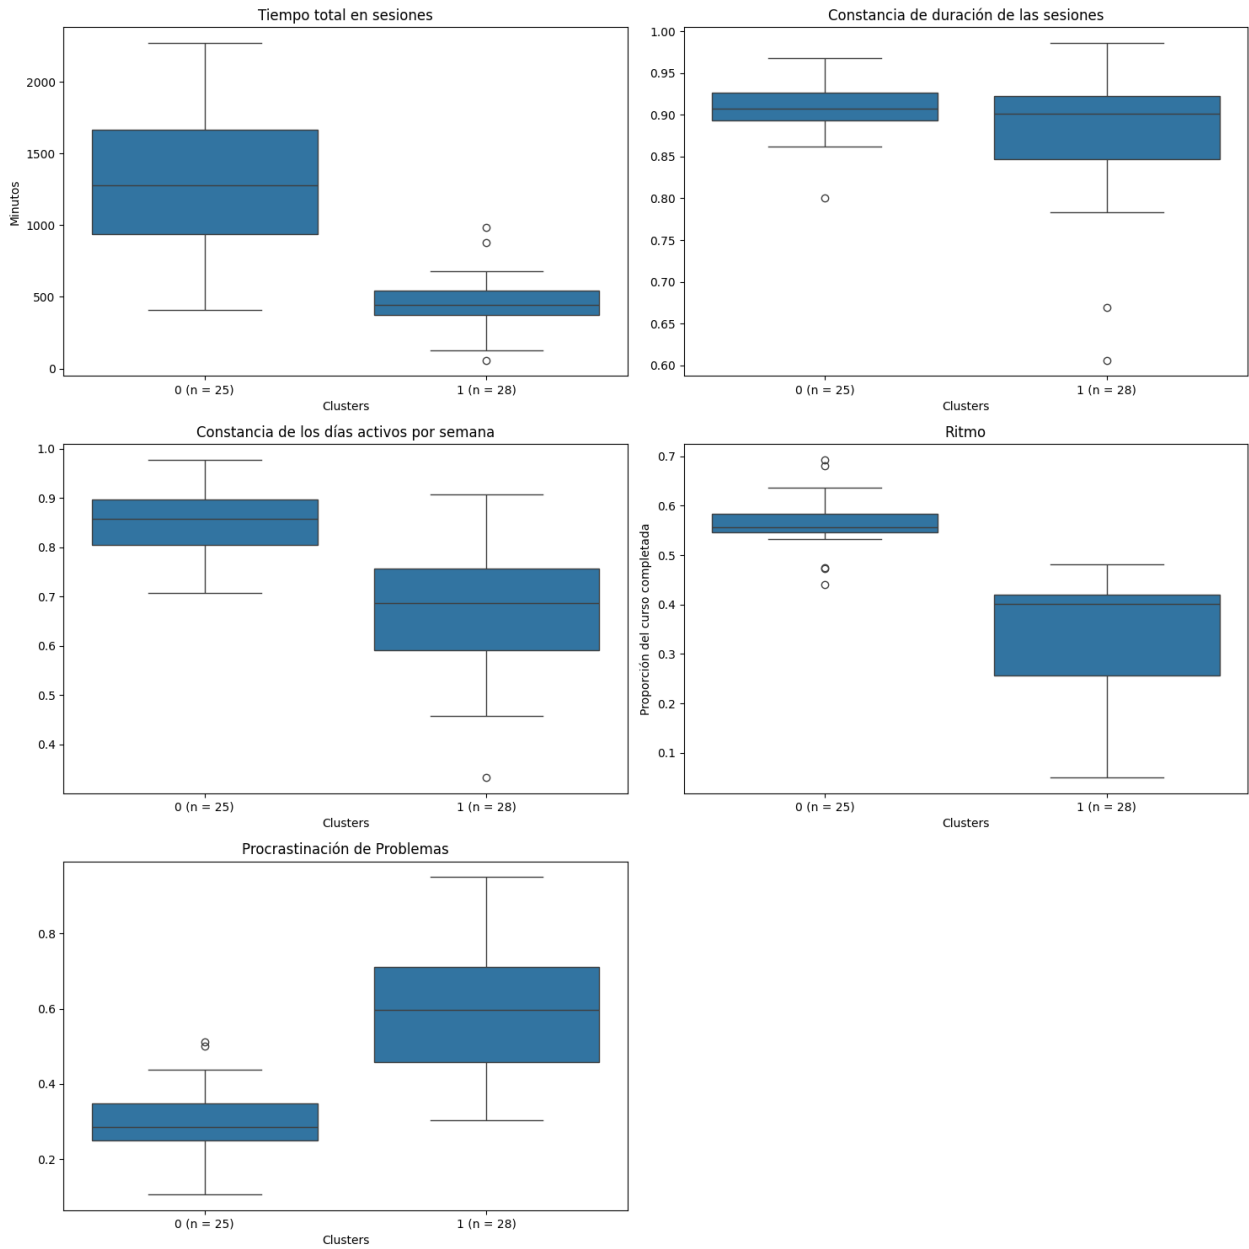 Tiempo total en sesiones
Minutos
2000
1500
1000
500
0
0 (n = 25)
1 (n = 28)
Clusters
Constancia de duración de las sesiones
1.00
0.95
0.90
0.85
0.80
0.75
0.70
0.65
0.60
0 (n = 25)
1 (n = 28)
Clusters
Constancia de los días activos por semana
1.0
0.9
0.8
0.7
0.6
0.5
0.4
0 (n = 25)
1 (n = 28)
Clusters
Ritmo
Proporción del curso completada
0.7
0.6
0.5
0.4
0.3
0.2
0.1
0 (n = 25)
1 (n = 28)
Clusters
Procrastinación de Problemas
0.8
0.6
0.4
0.2
0 (n = 25)
1 (n = 28)
Clusters